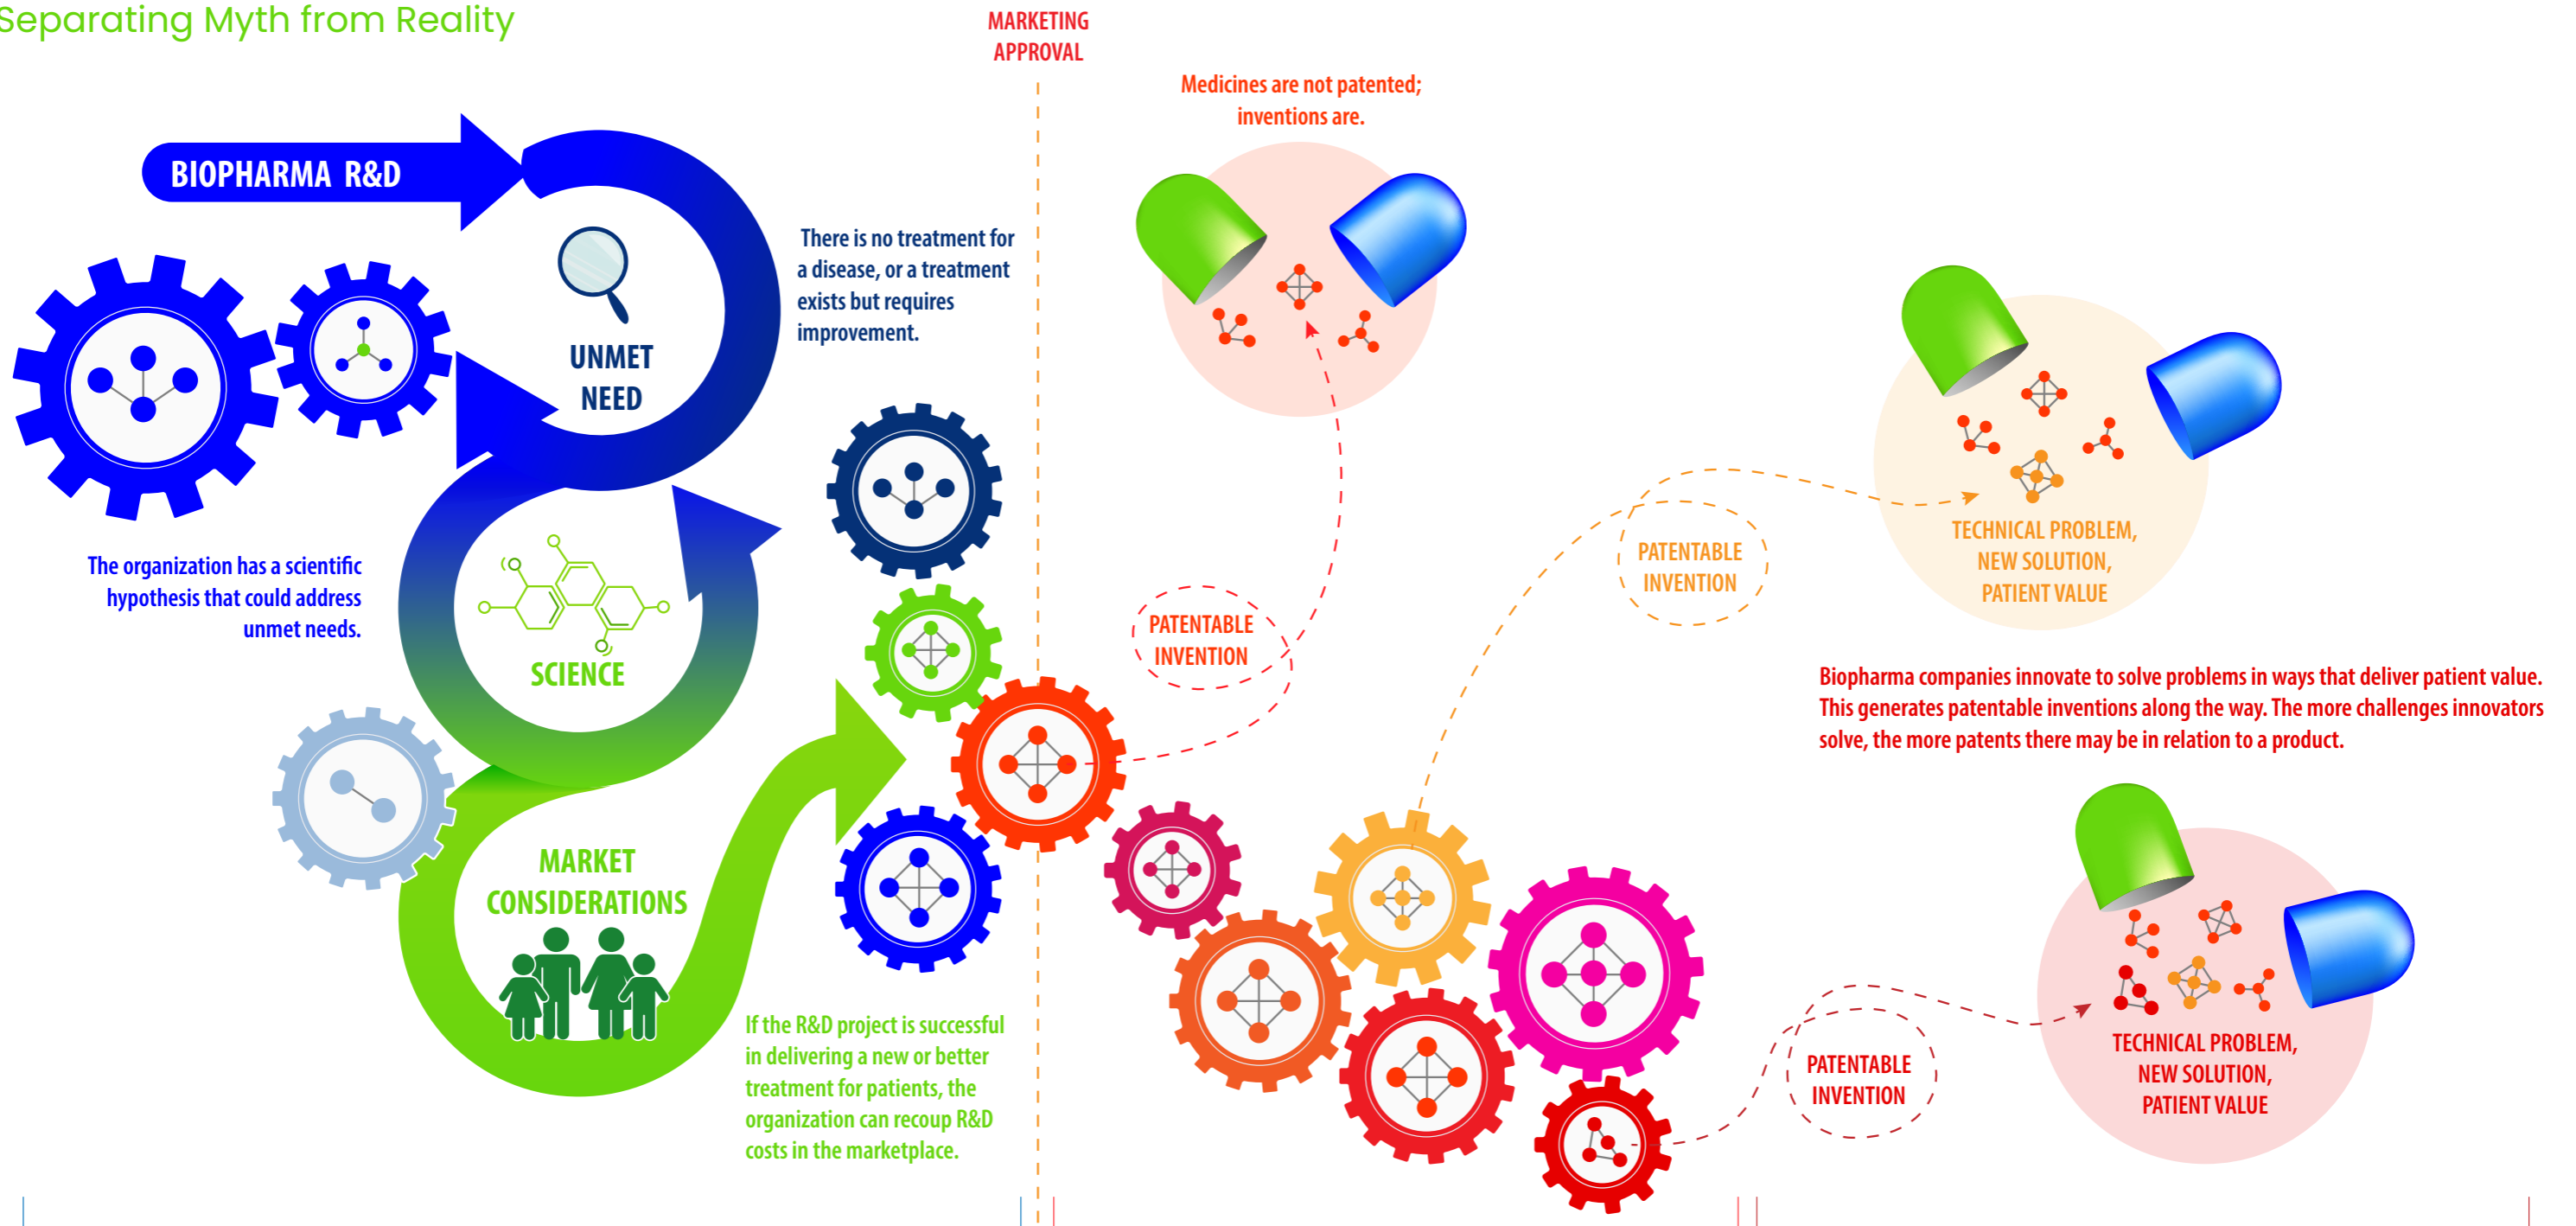 Separating Myth from Reality
MARKETING
APPROVAL
Medicines are not patented;
inventions are.
BIOPHARMA R&D
There is no treatment for
a disease, or a treatment
exists but requires
improvement.
UNMET
NEED
The organization has a scientific
hypothesis that could address
unmet needs.
SCIENCE
MARKET
CONSIDERATIONS
If the R&D project is successful
in delivering a new or better
treatment for patients, the
organization can recoup R&D
costs in the marketplace.
PATENTABLE
INVENTION
PATENTABLE
INVENTION
TECHNICAL PROBLEM,
NEW SOLUTION,
PATIENT VALUE
Biopharma companies innovate to solve problems in ways that deliver patient value.
This generates patentable inventions along the way. The more challenges innovators
solve, the more patents there may be in relation to a product.
PATENTABLE
INVENTION
TECHNICAL PROBLEM,
NEW SOLUTION,
PATIENT VALUE